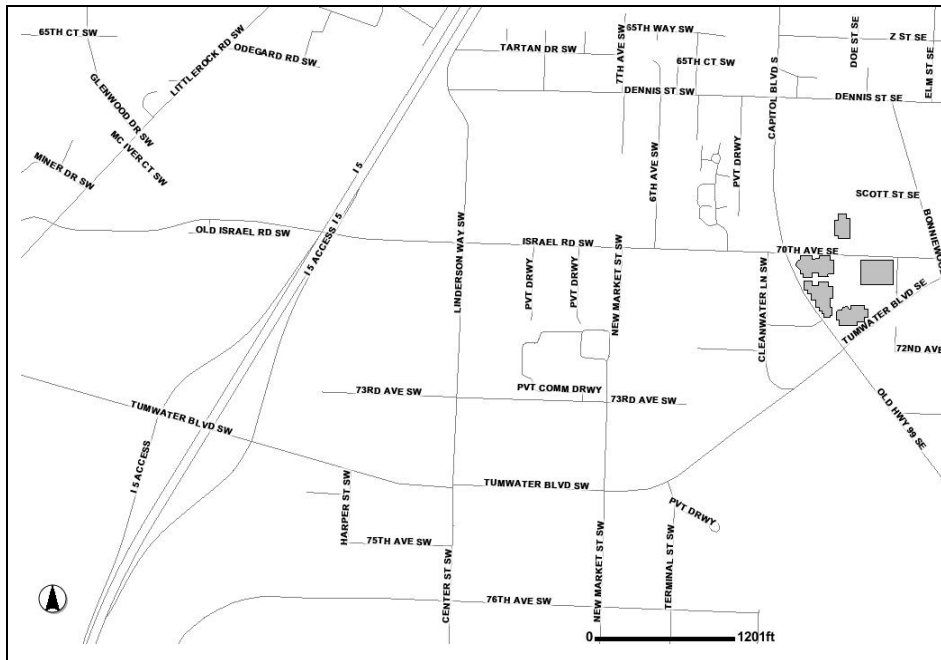 65TH CT SW
LITTLEROCK RD SW
ODEGARD RD SW
GLENWOOD DR SW
MC IVER CT SW
MINER DR SW
TARTAN DR SW
7TH AVE SW
65TH WAY SW
65TH CT SW
DENNIS ST SW
CAPITOL BLVD S
DOE ST SE
Z ST SE
ELM ST SE
DENNIS ST SE
I 5
6TH AVE SW
PVT DRWY
SCOTT ST SE
BONNIEWOOD
OLD ISRAEL RD SW
I 5 ACCESS I 5
LINDERSON WAY SW
ISRAEL RD SW
NEW MARKET ST SW
70TH AVE SE
PVT DRWY
PVT DRWY
CLEANWATER LN SW
TUMWATER BLVD SE
72ND AVE
73RD AVE SW
PVT COMM DRWY
73RD AVE SW
OLD HWY 99 SE
TUMWATER BLVD SW
I 5 ACCESS
TUMWATER BLVD SW
HARPER ST SW
PVT DRWY
75TH AVE SW
CENTER ST SW
NEW MARKET ST SW
TERMINAL ST SW
76TH AVE SW
0 1201ft